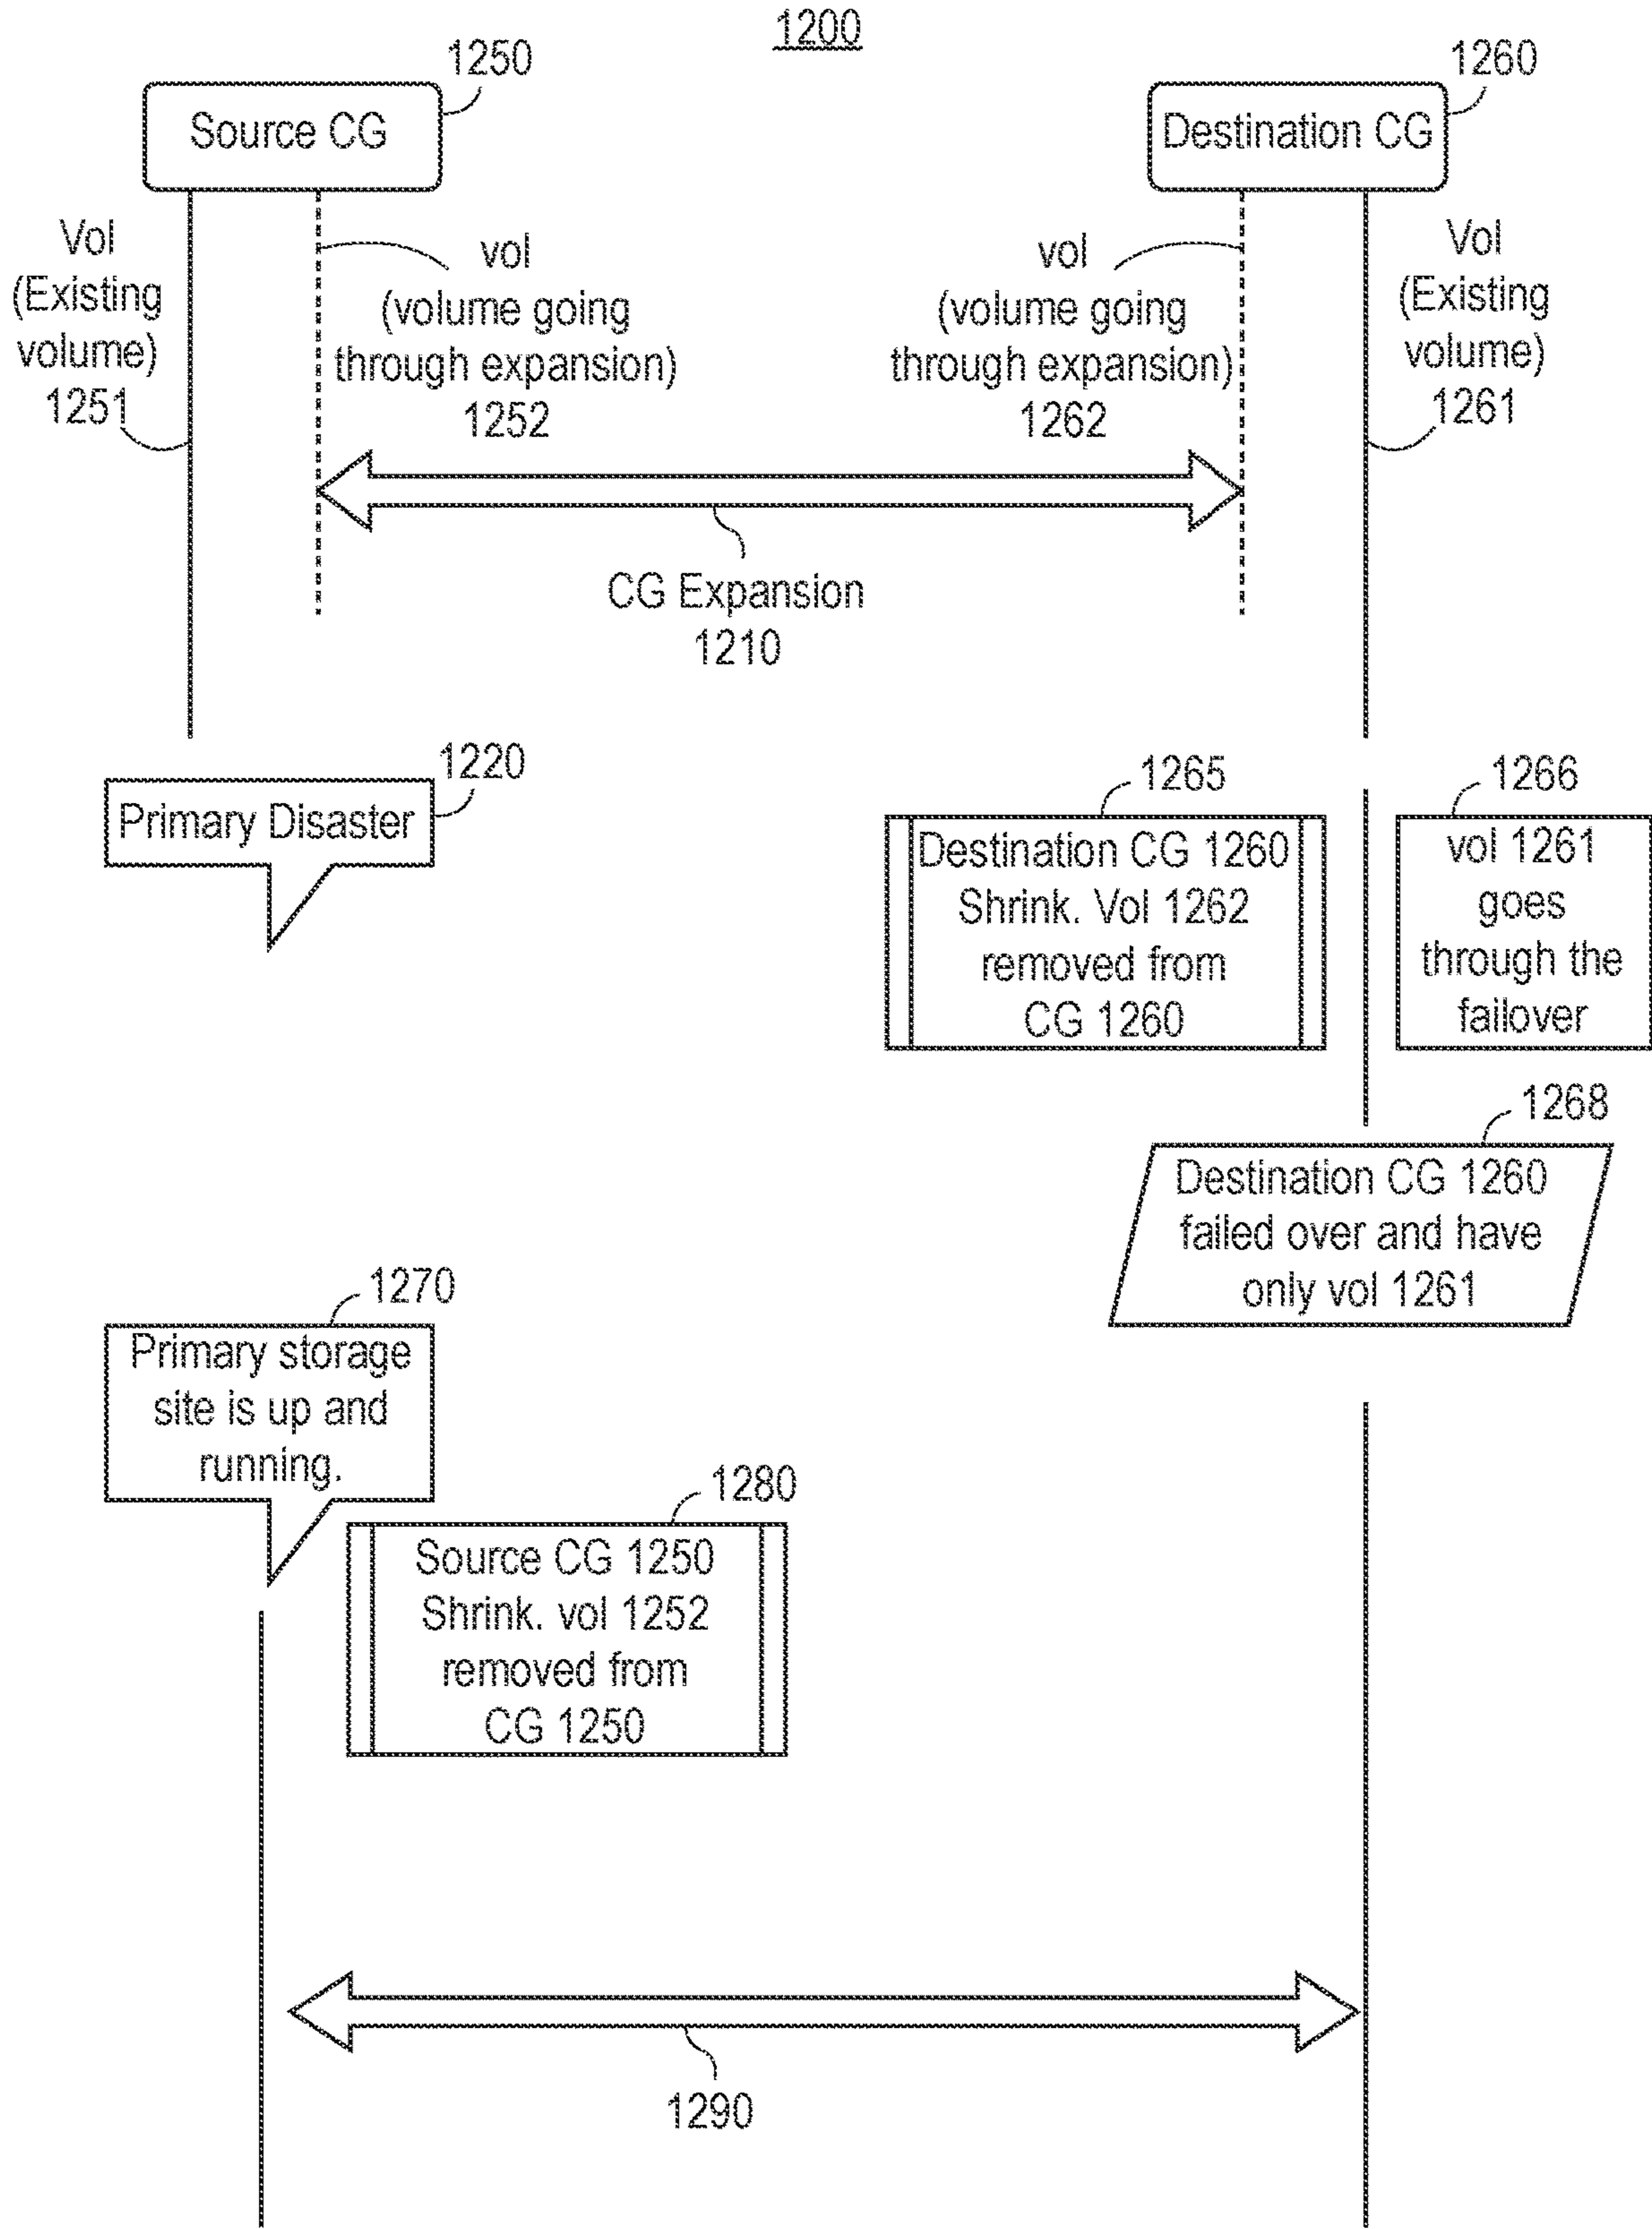 1200
1250
Source CG
1260
Destination CG
Vol
(Existing
volume)
1251
vol
(volume going
through expansion)
1252
vol
(volume going
through expansion)
1262
Vol
(Existing
volume)
1261
CG Expansion
1210
1220
Primary Disaster
1265
Destination CG 1260
Shrink. Vol 1262
removed from
CG 1260
1266
vol 1261
goes
through the
failover
1268
Destination CG 1260
failed over and have
only vol 1261
1270
Primary storage
site is up and
running.
1280
Source CG 1250
Shrink. vol 1252
removed from
CG 1250
1290